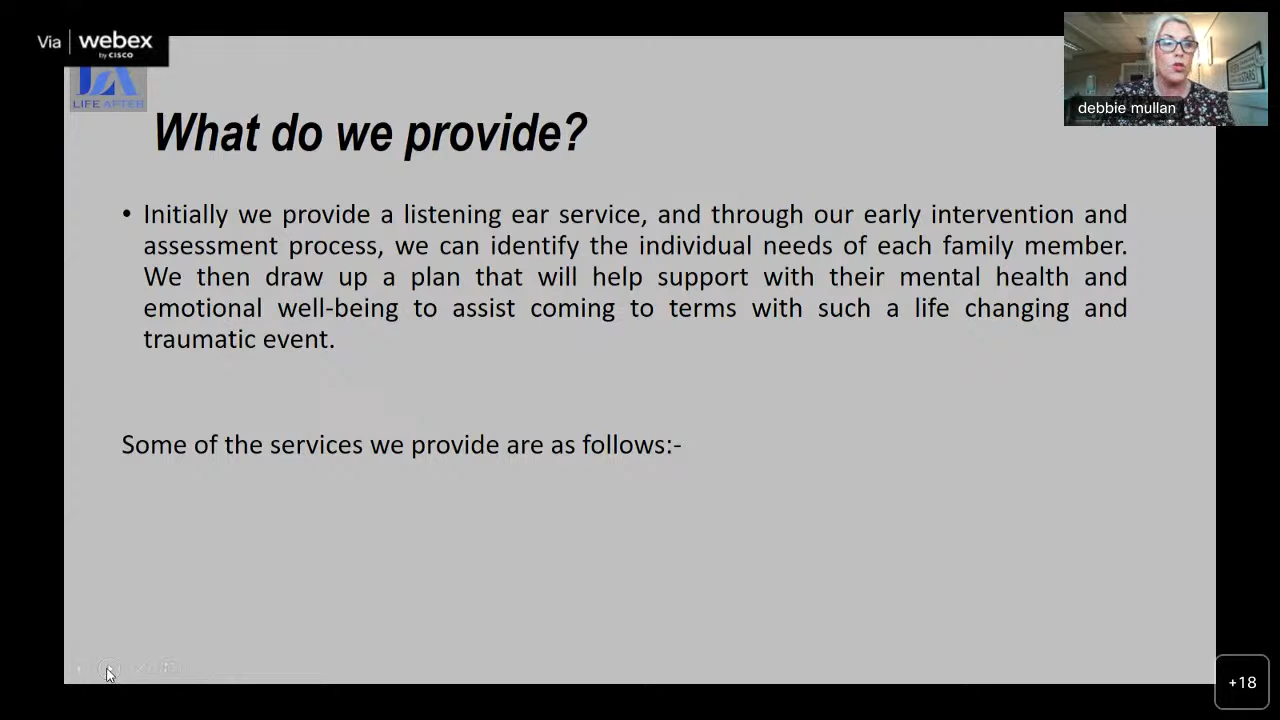 Via webex
by CISCO
LIFE AFTER
debbie mullan
What do we provide?
• Initially we provide a listening ear service, and through our early intervention and
assessment process, we can identify the individual needs of each family member.
We then draw up a plan that will help support with their mental health and
emotional well-being to assist coming to terms with such a life changing and
traumatic event.
Some of the services we provide are as follows:-
+18